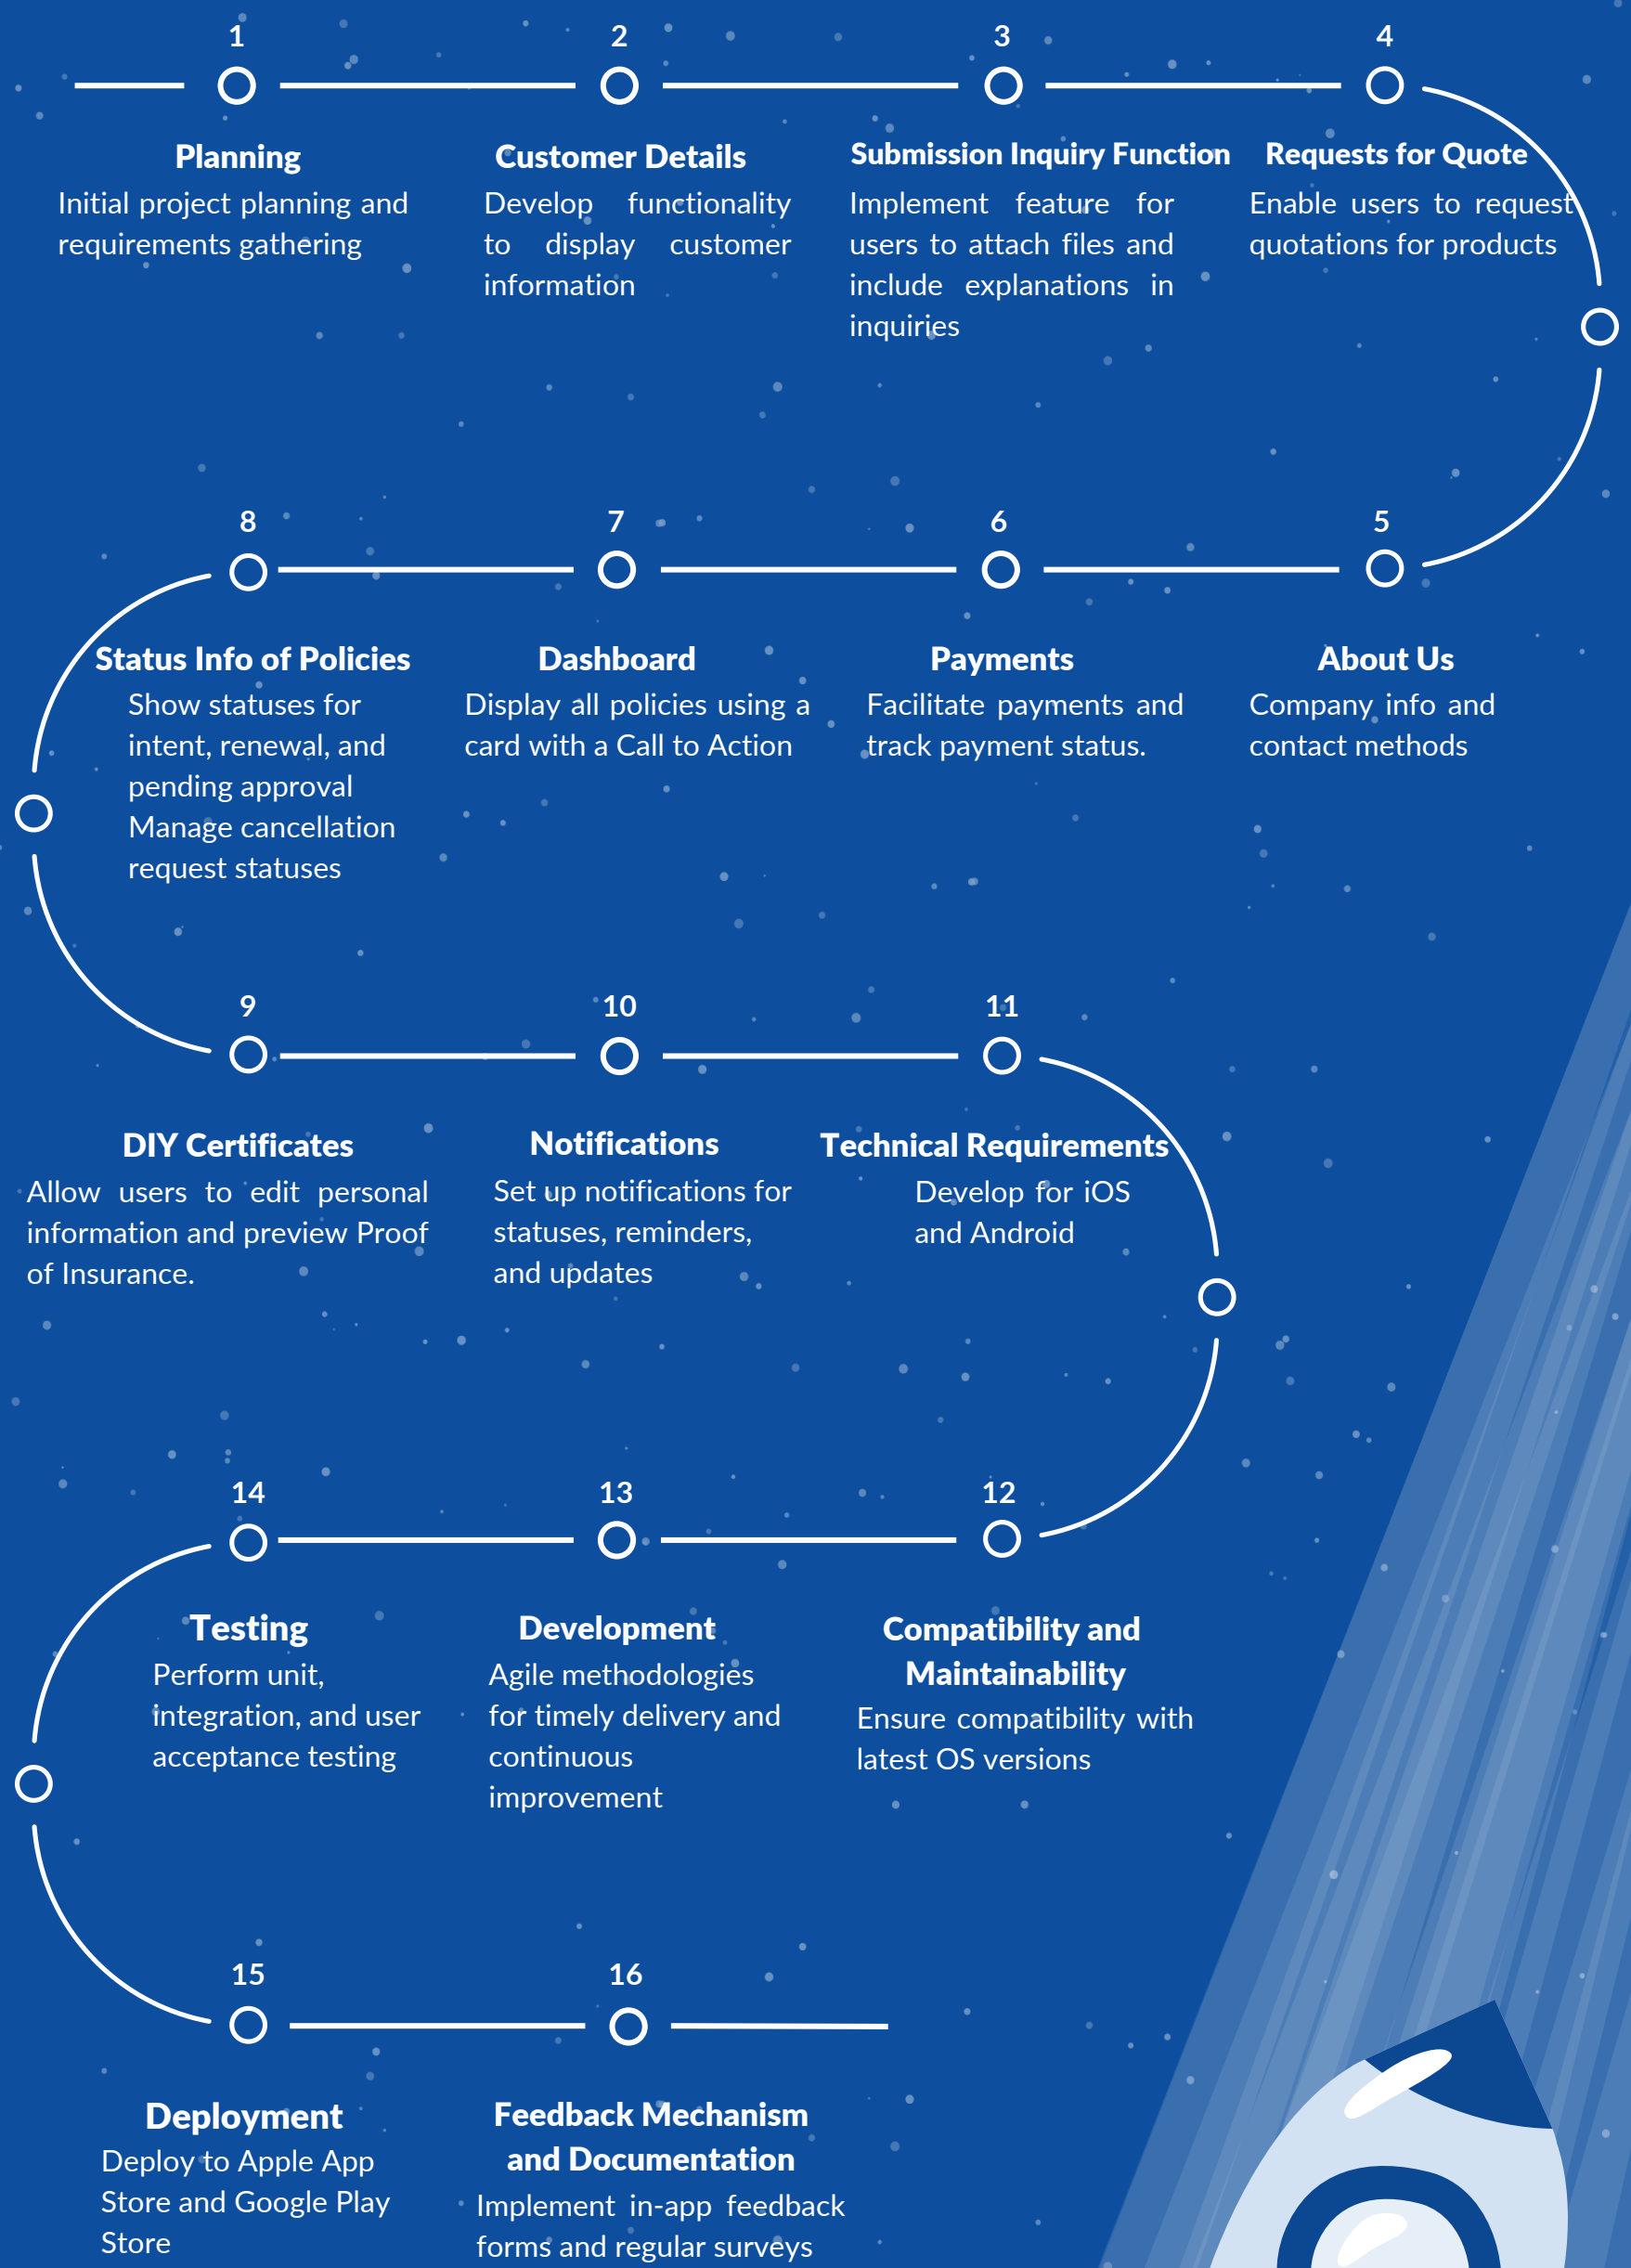 1
2
3
4
Planning
Initial project planning and
requirements gathering
Customer Details
Develop functionality
to display customer
information
Submission Inquiry Function
Implement feature for
users to attach files and
include explanations in
inquiries
Requests for Quote
Enable users to request
quotations for products
8
7
6
5
Status Info of Policies
Show statuses for
intent, renewal, and
pending approval
Manage cancellation
request statuses
Dashboard
Display all policies using a
card with a Call to Action
Payments
Facilitate payments and
track payment status.
About Us
Company info and
contact methods
9
10
11
DIY Certificates
Allow users to edit personal
information and preview Proof
of Insurance.
Notifications
Set up notifications for
statuses, reminders,
and updates
Technical Requirements
Develop for iOS
and Android
14
13
12
Testing
Perform unit,
integration, and user
acceptance testing
Development
Agile methodologies
for timely delivery and
continuous
improvement
Compatibility and
Maintainability
Ensure compatibility with
latest OS versions
15
16
Deployment
Deploy to Apple App
Store and Google Play
Store
Feedback Mechanism
and Documentation
Implement in-app feedback
forms and regular surveys